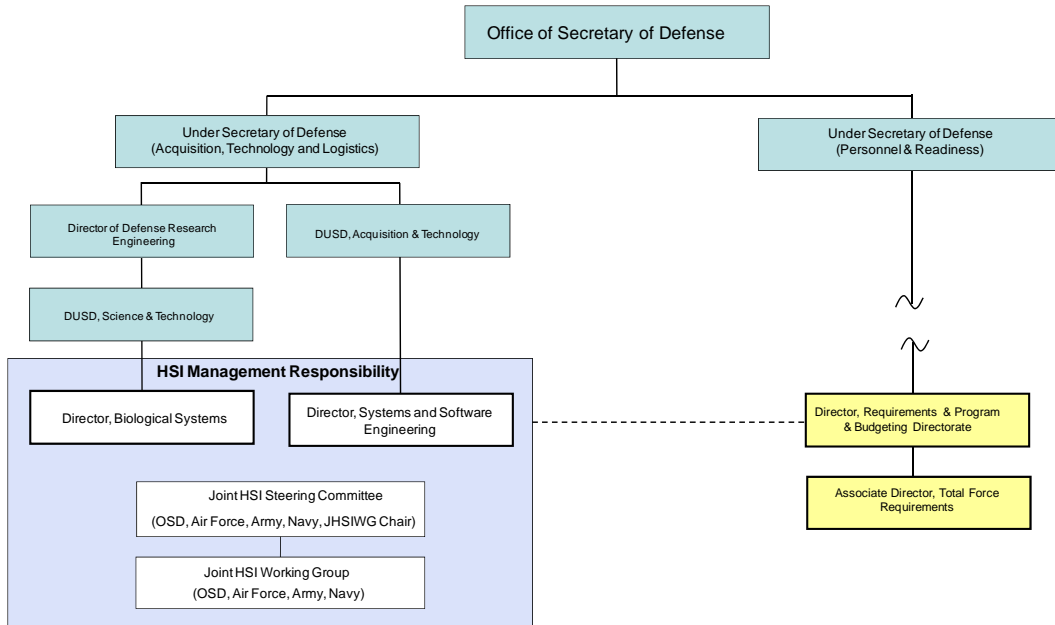 Office of Secretary of Defense
Under Secretary of Defense
(Acquisition, Technology and Logistics)
Under Secretary of Defense
(Personnel & Readiness)
Director of Defense Research
Engineering
DUSD, Acquisition & Technology
DUSD, Science & Technology
HSI Management Responsibility
Director, Biological Systems
Director, Systems and Software
Engineering
Director, Requirements & Program
& Budgeting Directorate
Joint HSI Steering Committee
(OSD, Air Force, Army, Navy, JHSIWG Chair)
Associate Director, Total Force
Requirements
Joint HSI Working Group
(OSD, Air Force, Army, Navy)